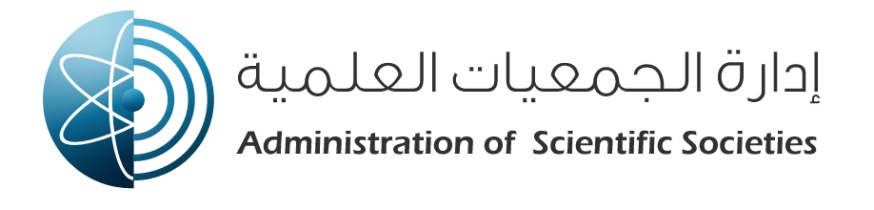 إدارة الجمعيات العلمية
Administration of Scientific Societies